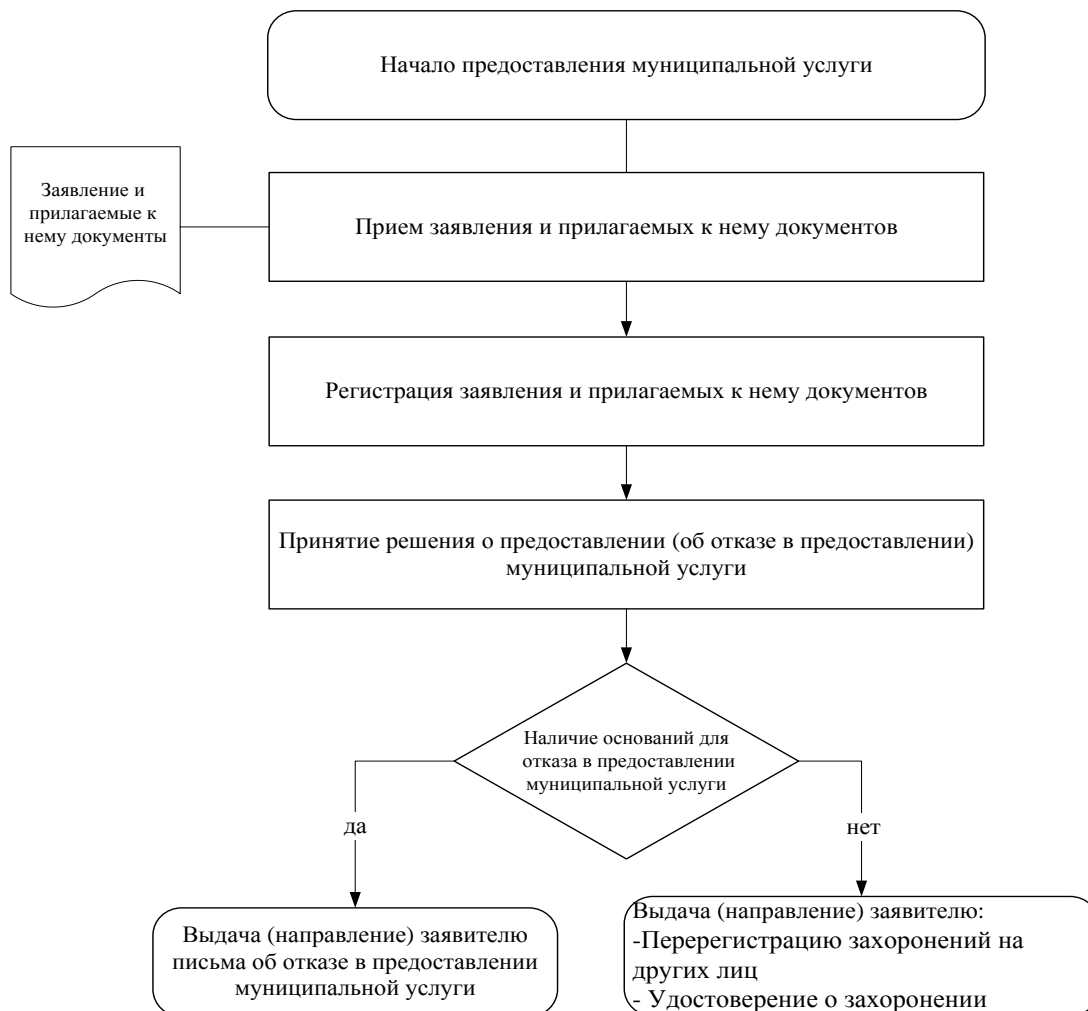 Начало предоставления муниципальной услуги
Заявление и
прилагаемые к
нему документы
Прием заявления и прилагаемых к нему документов
Регистрация заявления и прилагаемых к нему документов
Принятие решения о предоставлении (об отказе в предоставлении)
муниципальной услуги
Наличие оснований для
отказа в предоставлении
муниципальной услуги
да
нет
Выдача (направление) заявителю
письма об отказе в предоставлении
муниципальной услуги
Выдача (направление) заявителю:
-Перерегистрацию захоронений на
других лиц
- Удостоверение о захоронении